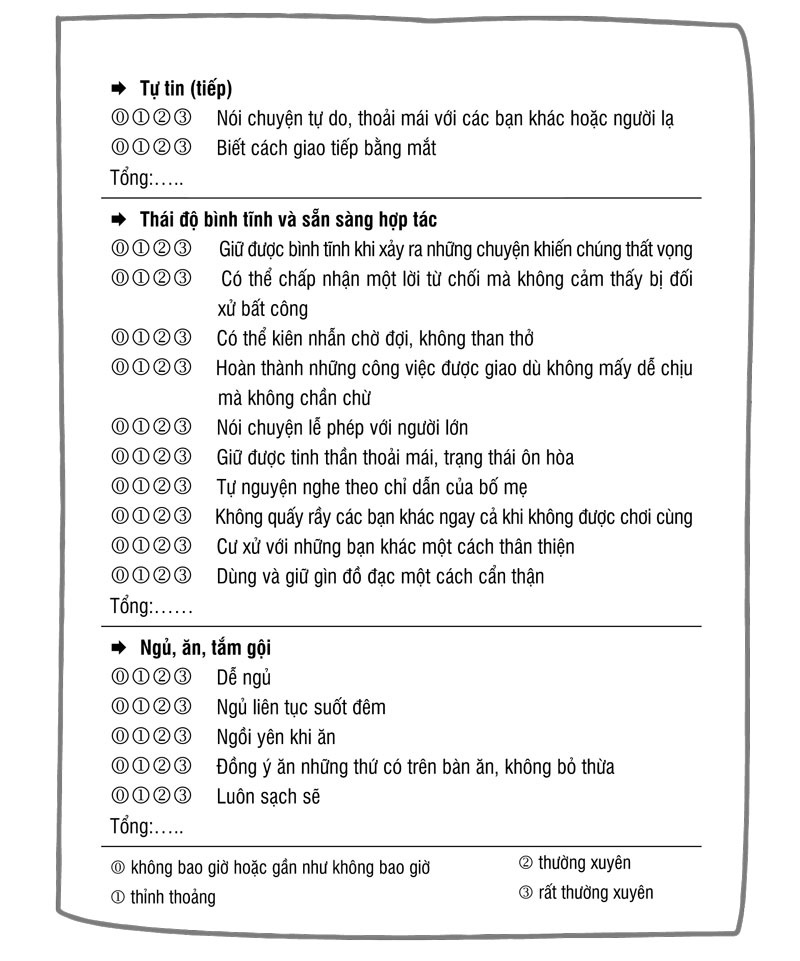 ➡ Tự tin (tiếp)
⓪①②③ Nói chuyện tự do, thoải mái với các bạn khác hoặc người lạ
⓪①②③ Biết cách giao tiếp bằng mắt
Tổng:.....
➡ Thái độ bình tĩnh và sẵn sàng hợp tác
⓪①②③ Giữ được bình tĩnh khi xảy ra những chuyện khiến chúng thất vọng
⓪①②③ Có thể chấp nhận một lời từ chối mà không cảm thấy bị đối
xử bất công
⓪①②③ Có thể kiên nhẫn chờ đợi, không than thở
⓪①②③ Hoàn thành những công việc được giao dù không mấy dễ chịu
mà không chần chừ
⓪①②③ Nói chuyện lễ phép với người lớn
⓪①②③ Giữ được tinh thần thoải mái, trạng thái ôn hòa
⓪①②③ Tự nguyện nghe theo chỉ dẫn của bố mẹ
⓪①②③ Không quấy rầy các bạn khác ngay cả khi không được chơi cùng
⓪①②③ Cư xử với những bạn khác một cách thân thiện
⓪①②③ Dùng và giữ gìn đồ đạc một cách cẩn thận
Tổng:......
➡ Ngủ, ăn, tắm gội
⓪①②③ Dễ ngủ
⓪①②③ Ngủ liên tục suốt đêm
⓪①②③ Ngồi yên khi ăn
⓪①②③ Đồng ý ăn những thứ có trên bàn ăn, không bỏ thừa
⓪①②③ Luôn sạch sẽ
Tổng:.....
⓪ không bao giờ hoặc gần như không bao giờ
① thỉnh thoảng
② thường xuyên
③ rất thường xuyên